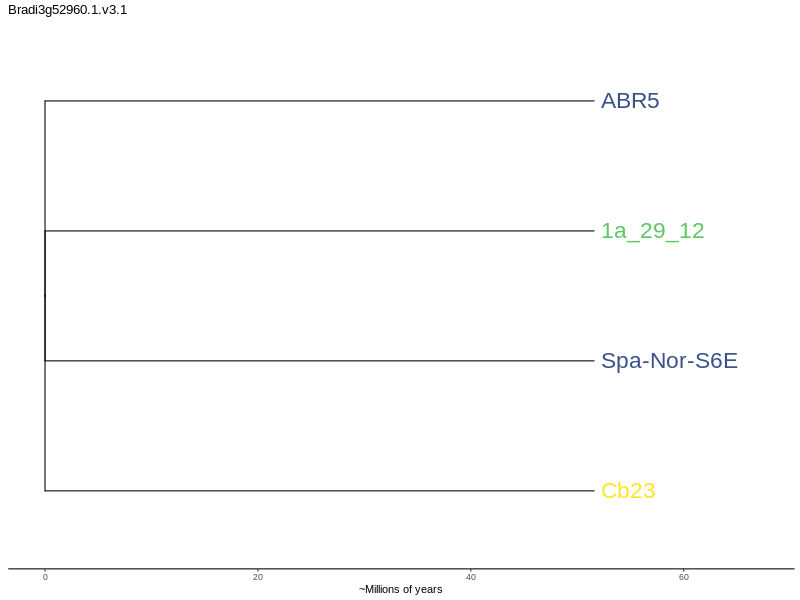 Bradi3g52960.1.v3.1
ABR5
1a_29_12
Spa-Nor-S6E
Cb23
0 20 40 60
~Millions of years